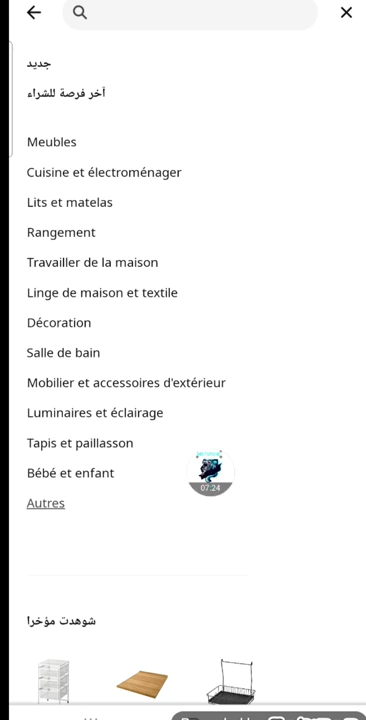 جديد
آخر فرصة للشراء
Meubles
Cuisine et électroménager
Lits et matelas
Rangement
Travailler de la maison
Linge de maison et textile
Décoration
Salle de bain
Mobilier et accessoires d'extérieur
Luminaires et éclairage
Tapis et paillasson
Bébé et enfant
07:24
Autres
شوهدت مؤخرا